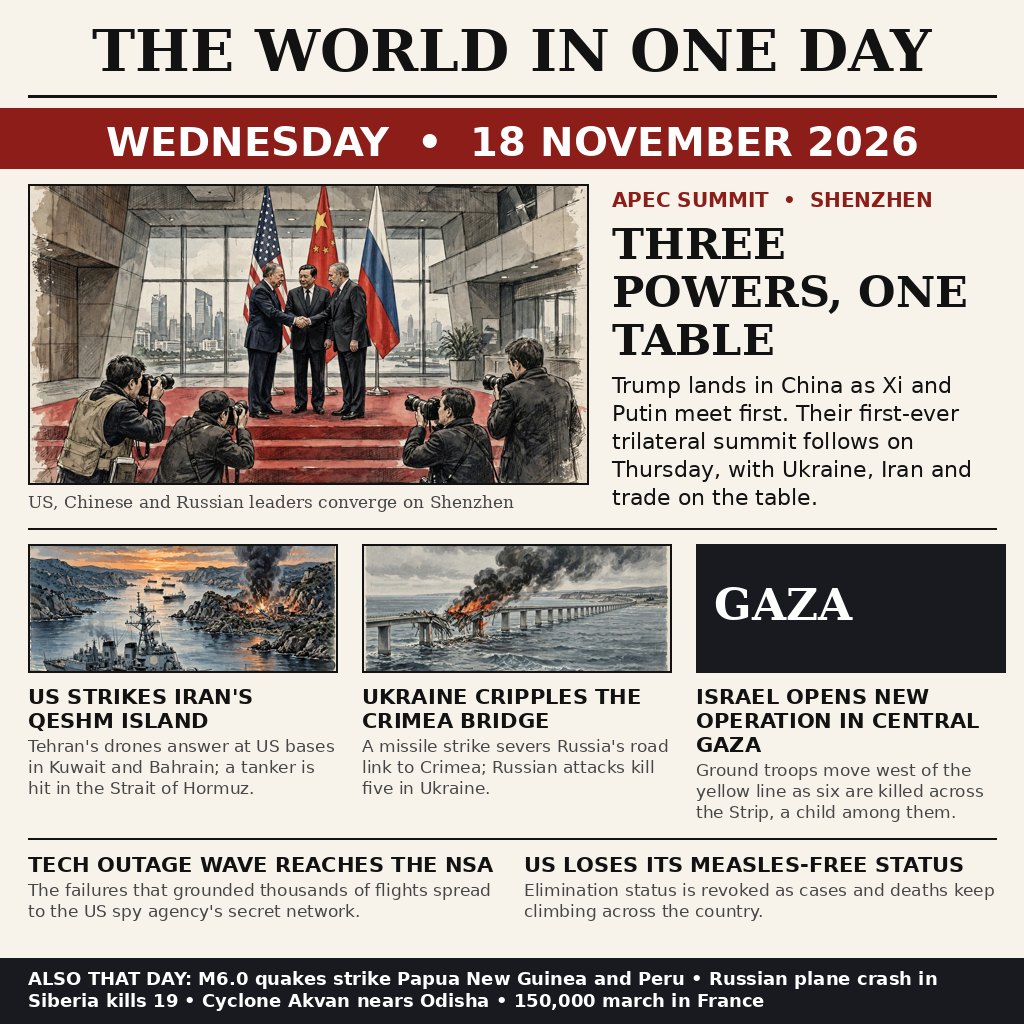 THE WORLD IN ONE DAY
WEDNESDAY • 18 NOVEMBER 2026
APEC SUMMIT • SHENZHEN
THREE
POWERS, ONE
TABLE
Trump lands in China as Xi and
Putin meet first. Their first-ever
trilateral summit follows on
Thursday, with Ukraine, Iran and
trade on the table.
US, Chinese and Russian leaders converge on Shenzhen
US STRIKES IRAN'S
QESHM ISLAND
Tehran's drones answer at US bases
in Kuwait and Bahrain; a tanker is
hit in the Strait of Hormuz.
UKRAINE CRIPPLES THE
CRIMEA BRIDGE
A missile strike severs Russia's road
link to Crimea; Russian attacks kill
five in Ukraine.
GAZA
ISRAEL OPENS NEW
OPERATION IN CENTRAL
GAZA
Ground troops move west of the
yellow line as six are killed across
the Strip, a child among them.
TECH OUTAGE WAVE REACHES THE NSA
The failures that grounded thousands of flights spread
to the US spy agency's secret network.
US LOSES ITS MEASLES-FREE STATUS
Elimination status is revoked as cases and deaths keep
climbing across the country.
ALSO THAT DAY: M6.0 quakes strike Papua New Guinea and Peru • Russian plane crash in
Siberia kills 19 • Cyclone Akvan nears Odisha • 150,000 march in France